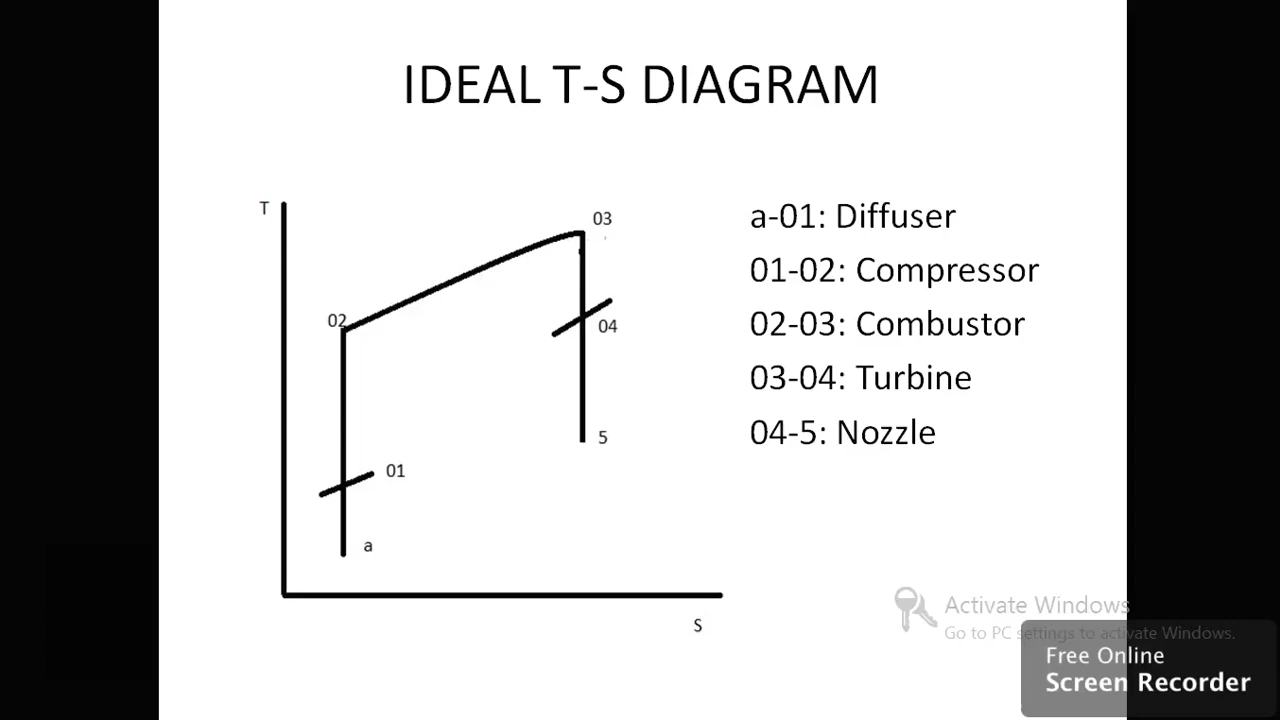 IDEAL T-S DIAGRAM
T
03
02
04
5
01
a
S
a-01: Diffuser
01-02: Compressor
02-03: Combustor
03-04: Turbine
04-5: Nozzle
Activate Windows
Go to PC settings to activate Windows.
Free Online
Screen Recorder